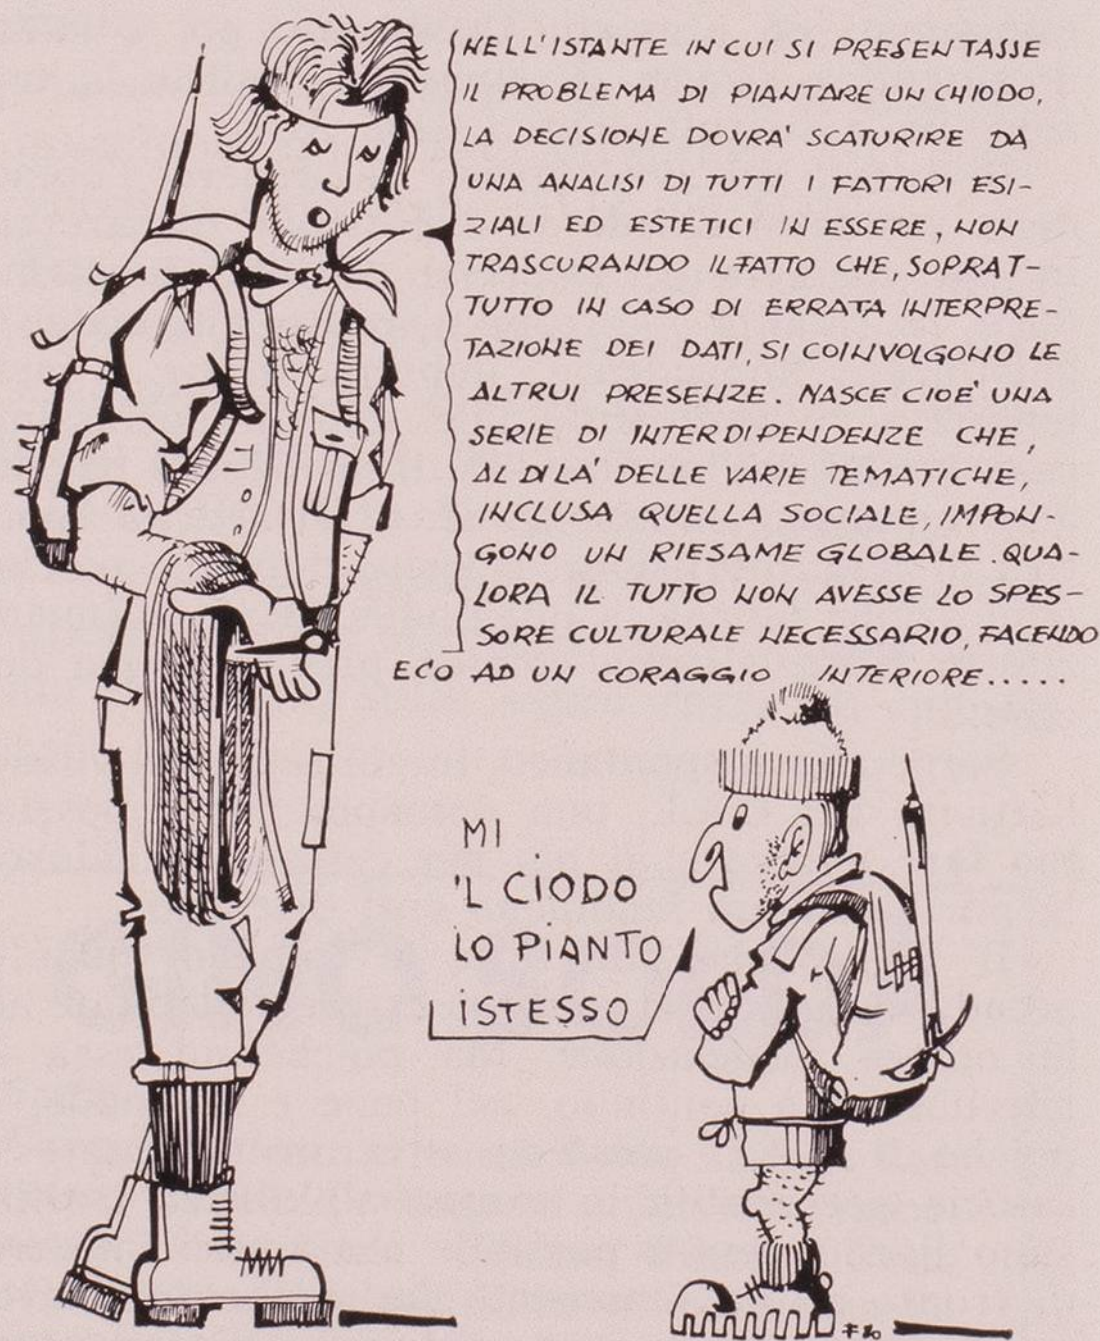 NELL'ISTANTE IN CUI SI PRESENTASSE
IL PROBLEMA DI PIANTARE UN CHIODO,
LA DECISIONE DOVRA' SCATURIRE DA
UNA ANALISI DI TUTTI I FATTORI ESI-
ZIALI ED ESTETICI IN ESSERE, NON
TRASCURANDO IL FATTO CHE, SOPRAT-
TUTTO IN CASO DI ERRATA INTERPRE-
TAZIONE DEI DATI, SI COINVOLGONO LE
ALTRUI PRESENZE. NASCE CIOE' UNA
SERIE DI INTERDIPENDENZE CHE,
AL DI LA' DELLE VARIE TEMATICHE,
INCLUSA QUELLA SOCIALE, IMPON-
GONO UN RIESAME GLOBALE. QUA-
LORA IL TUTTO NON AVESSE LO SPES-
SORE CULTURALE NECESSARIO, FACENDO
ECO AD UN CORAGGIO INTERIORE.....
MI
'L CIODO
LO PIANTO
ISTESSO
F 80